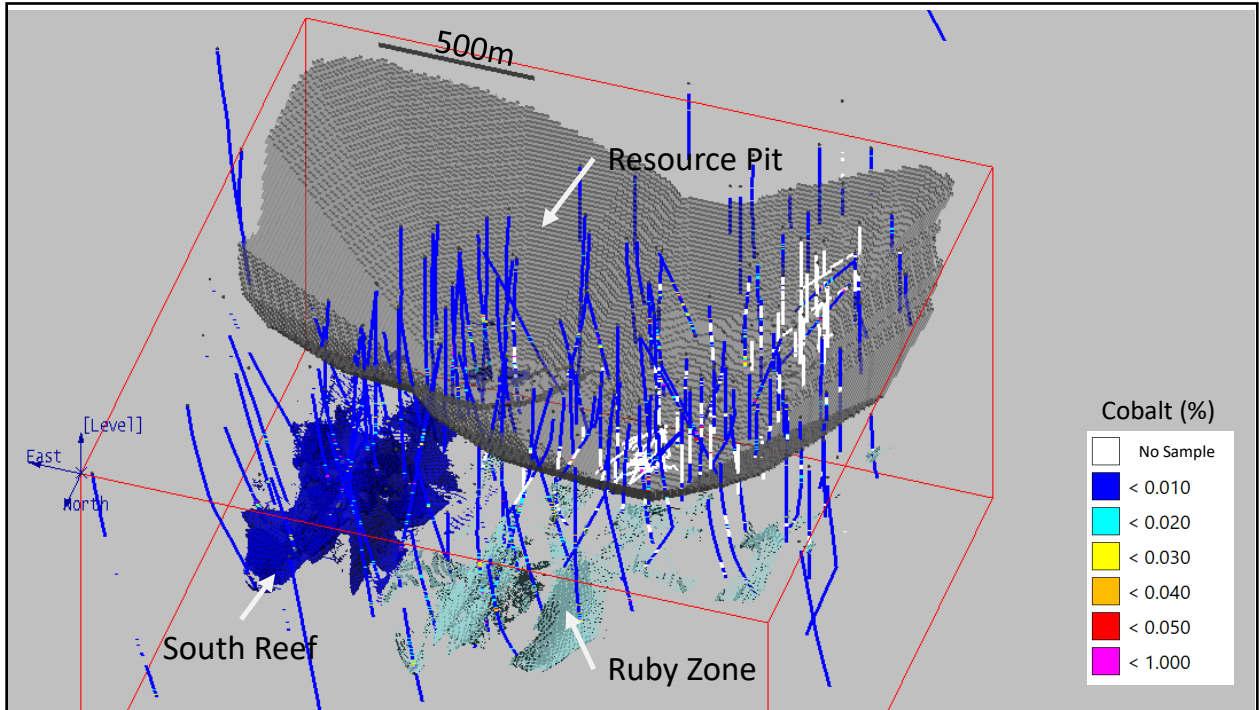 500m
Resource Pit
[Level]
East
North
South Reef
Ruby Zone
Cobalt (%)
No Sample
< 0.010
< 0.020
< 0.030
< 0.040
< 0.050
< 1.000